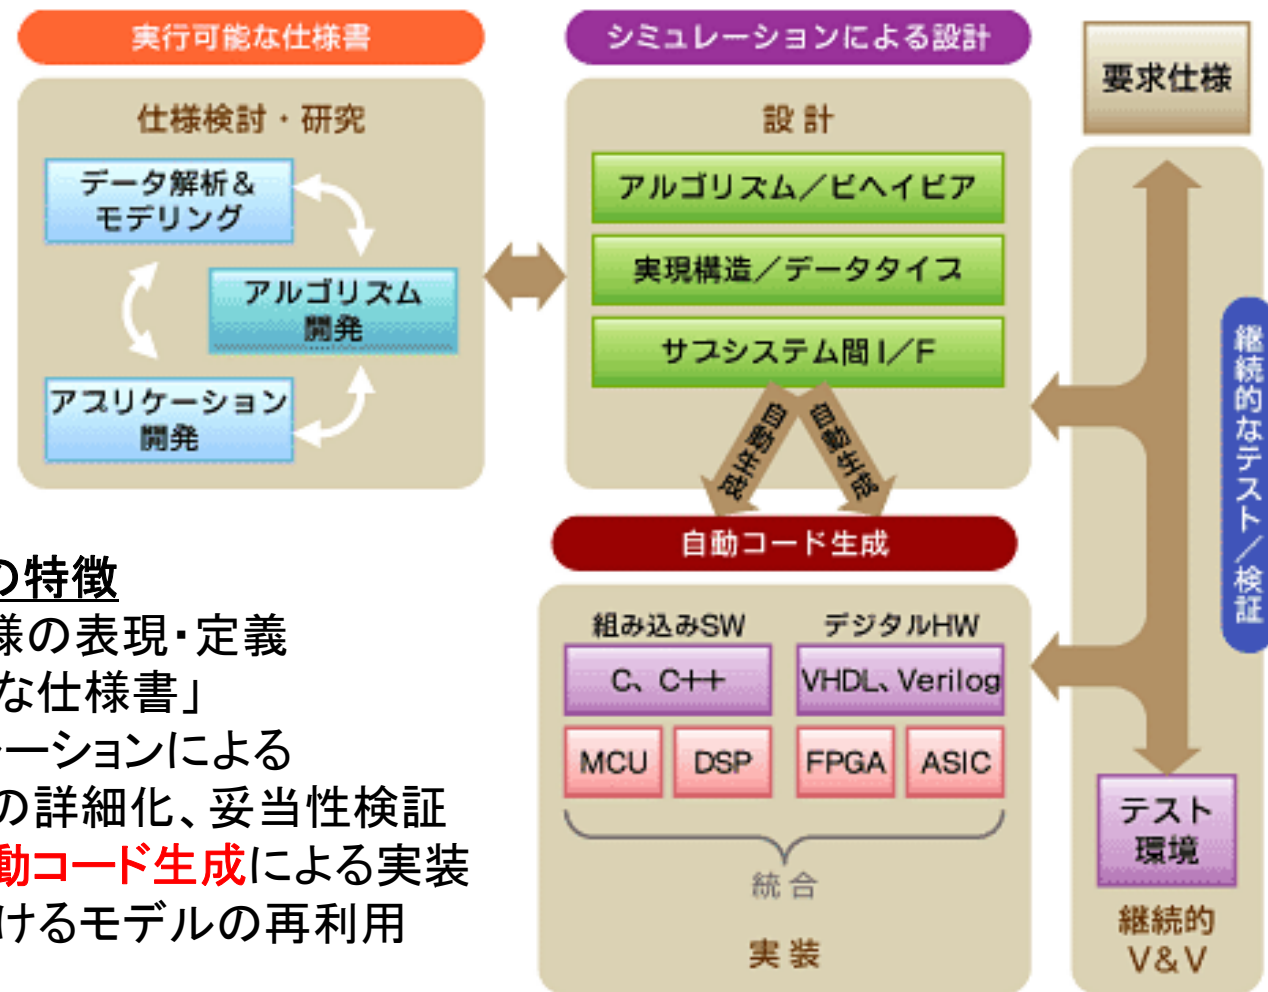 実行可能な仕様書
仕様検討・研究
データ解析&
モデリング
アルゴリズム
開発
アプリケーション
開発
シミュレーションによる設計
設計
アルゴリズム／ビヘイビア
実現構造／データタイプ
サブシステム間I／F
自動生成
自動生成
自動コード生成
組み込みSW
デジタルHW
C、C++
VHDL、Verilog
MCU
DSP
FPGA
ASIC
統合
実装
要求仕様
継続的なテスト／検証
テスト
環境
継続的
V&V
の特徴
様の表現・定義
な仕様書」
レーションによる
の詳細化、妥当性検証
動コード生成による実装
けるモデルの再利用